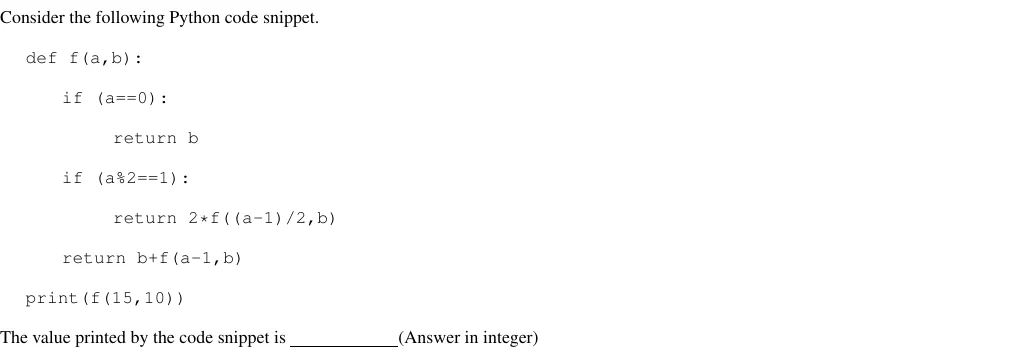 Consider the following Python code snippet.
def f(a,b):
if (a==0):
return b
if (a%2==1):
return 2*f((a-1)/2,b)
return b+f(a-1,b)
print(f(15,10))
The value printed by the code snippet is ____________(Answer in integer)